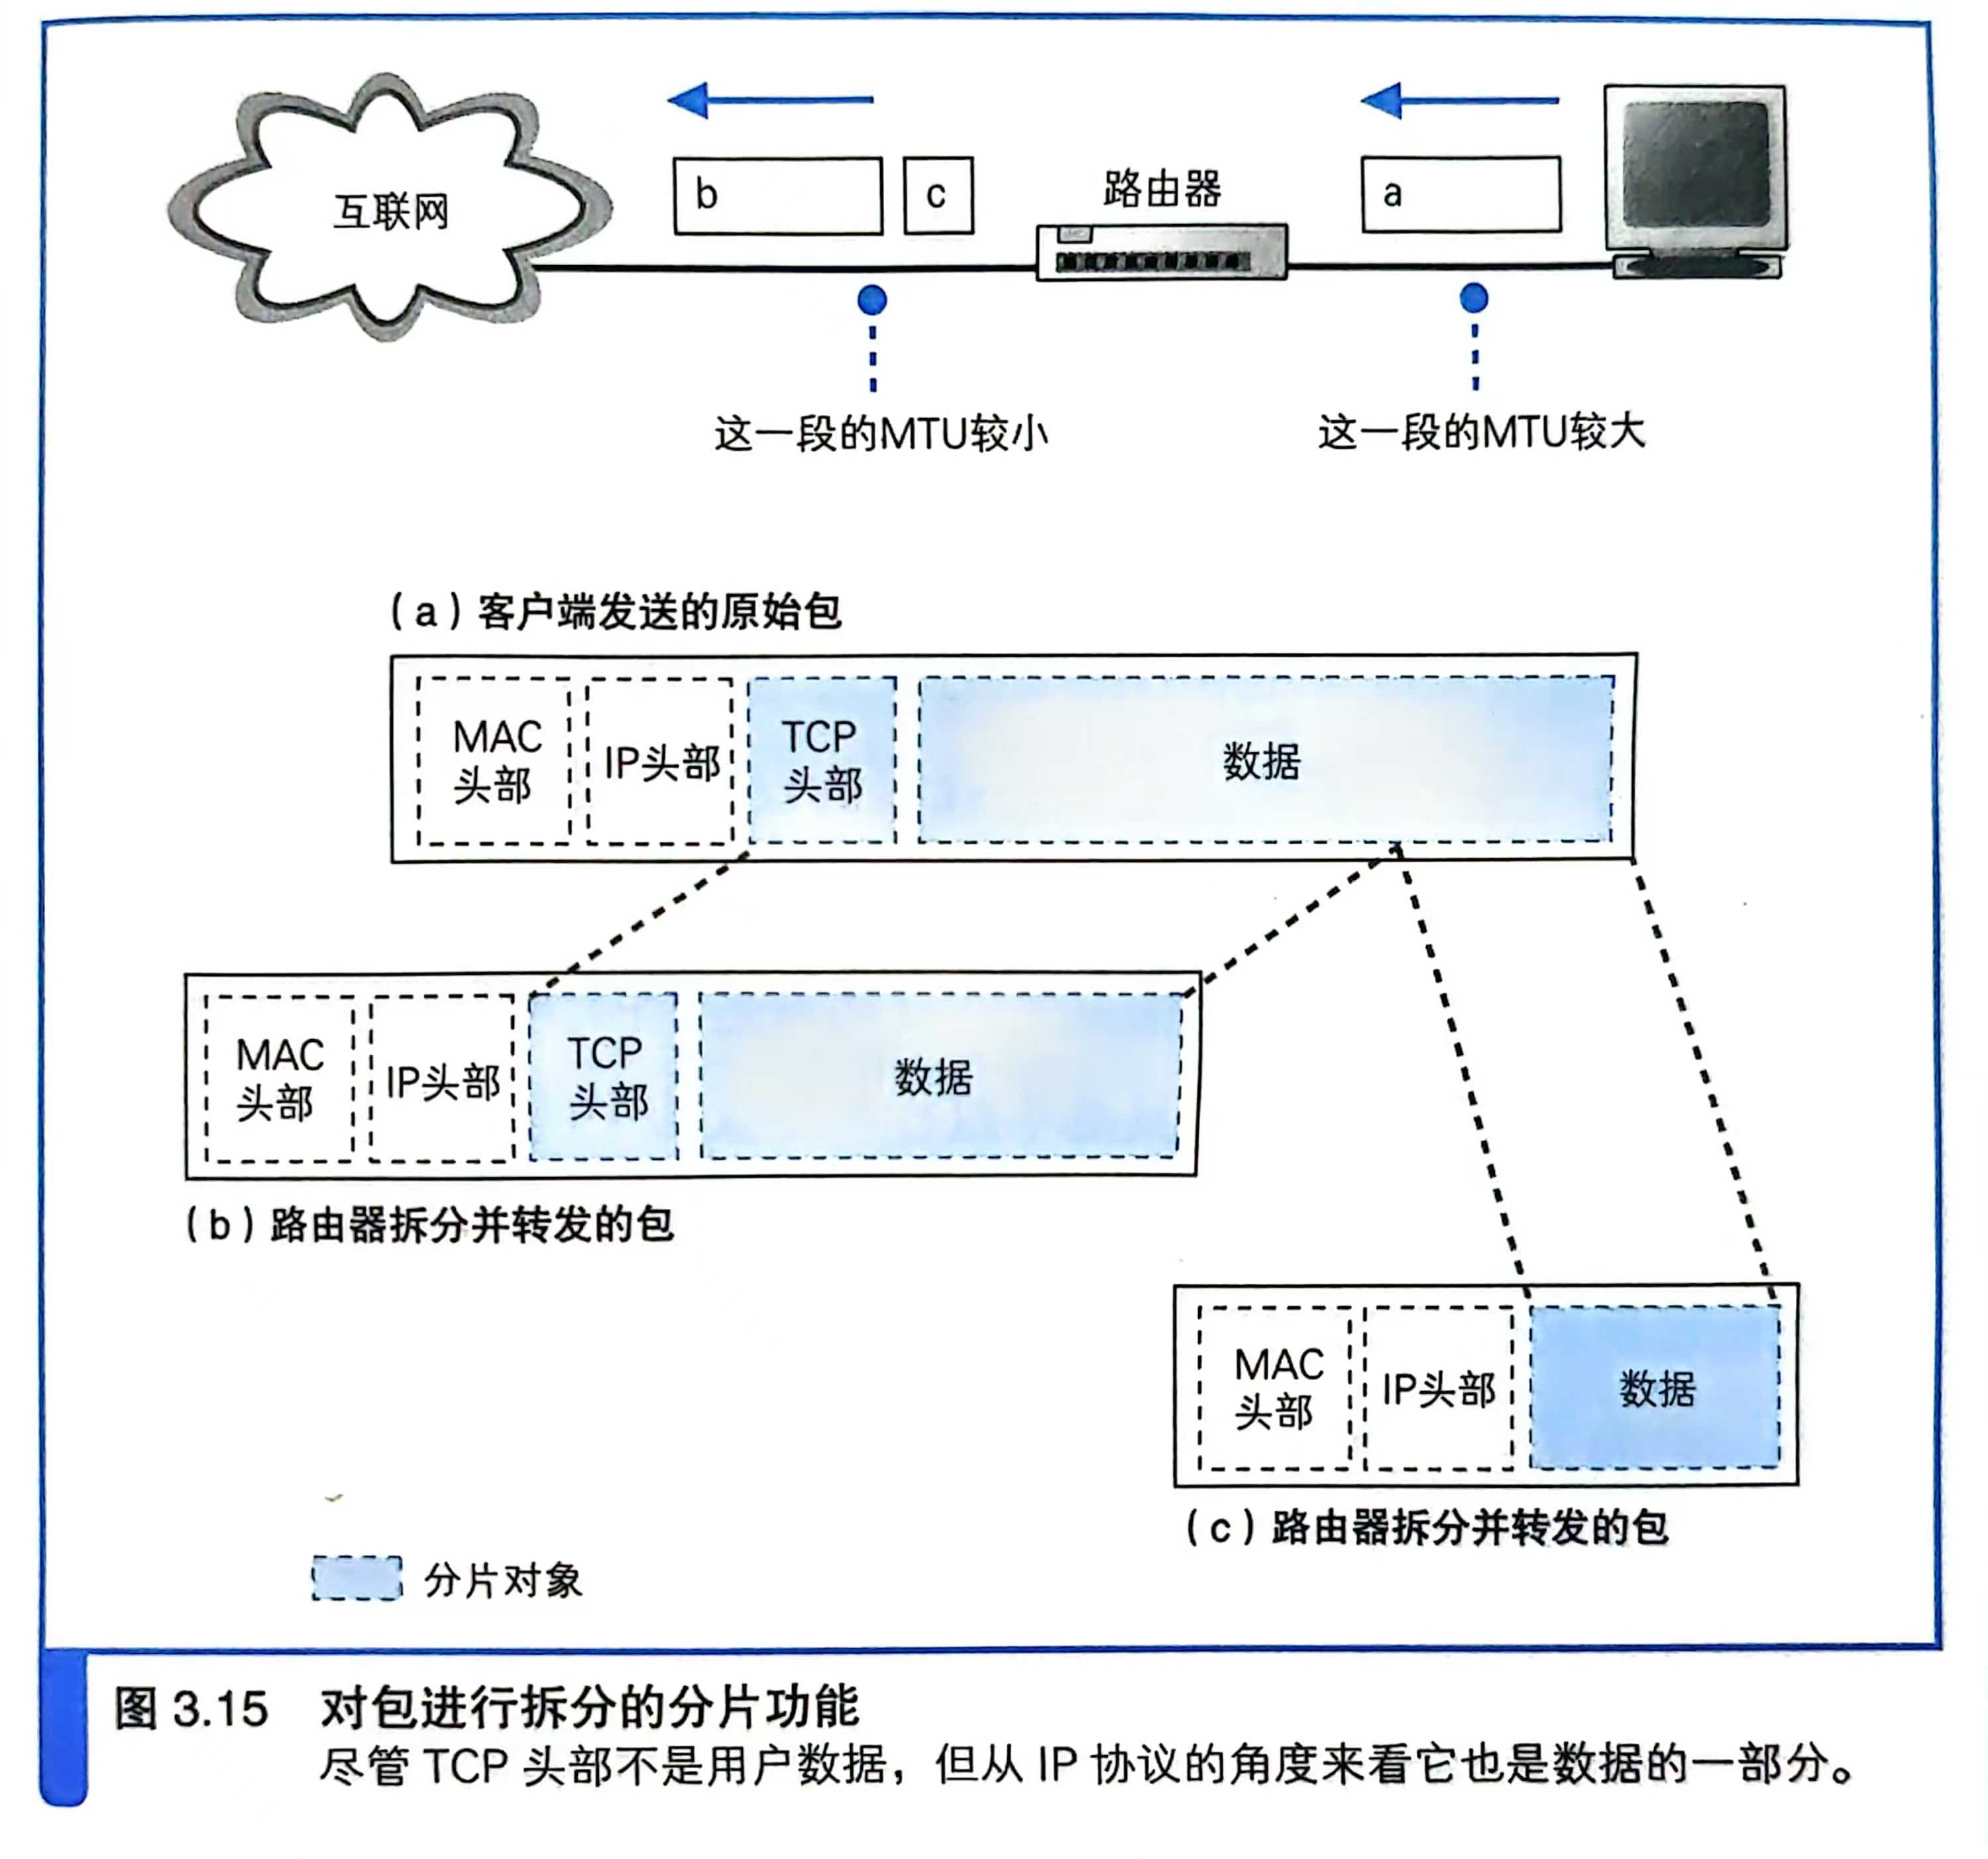 互联网
b
c
路由器
a
这一段的MTU较小
这一段的MTU较大
（a）客户端发送的原始包
MAC
头部
IP头部
TCP
头部
数据
MAC
头部
IP头部
TCP
头部
数据
（b）路由器拆分并转发的包
MAC
头部
IP头部
数据
（c）路由器拆分并转发的包
分片对象
图 3.15 对包进行拆分的分片功能
尽管 TCP 头部不是用户数据，但从 IP 协议的角度来看它也是数据的一部分。